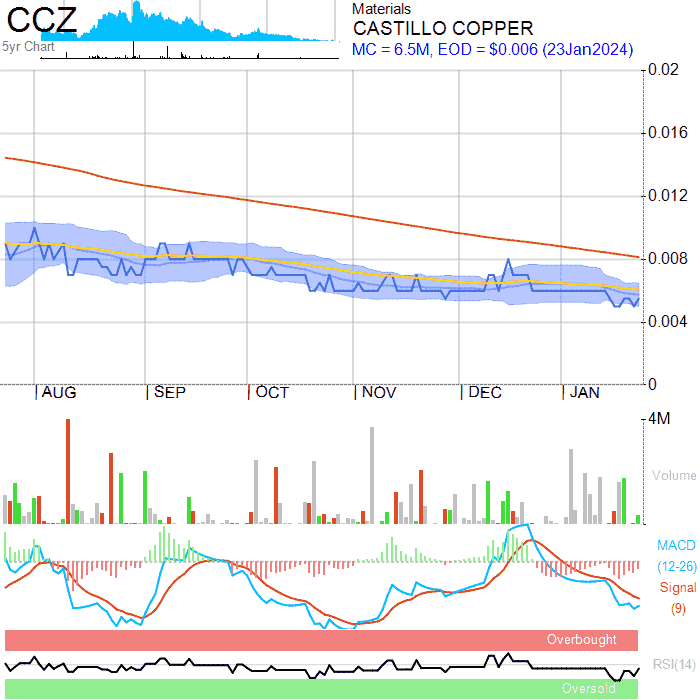 CCZ
5yr Chart
Materials
CASTILLO COPPER
MC = 6.5M, EOD = $0.006 (23Jan2024)
0.02
0.016
0.012
0.008
0.004
0
AUG SEP OCT NOV DEC JAN
4M
Volume
MACD
(12-26)
Signal
(9)
Overbought
RSI(14)
Oversold